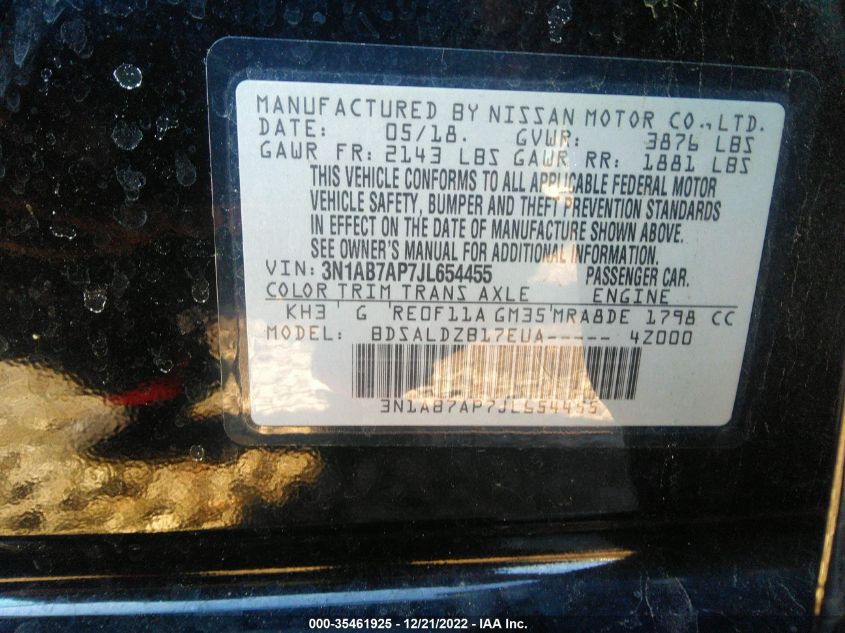 MANUFACTURED BY NISSAN MOTOR CO., LTD.
DATE: 05/18. GVWR: 3876 LBS
GAWR FR: 2143 LBS GAWR RR: 1881 LBS
THIS VEHICLE CONFORMS TO ALL APPLICABLE FEDERAL MOTOR
VEHICLE SAFETY, BUMPER AND THEFT PREVENTION STANDARDS
IN EFFECT ON THE DATE OF MANUFACTURE SHOWN ABOVE.
SEE OWNER'S MANUAL FOR ADDITIONAL INFORMATION.
VIN: 3N1AB7AP7JL654455 PASSENGER CAR.
COLOR TRIM TRANS AXLE ENGINE
KH3 ' G 'RE0F11A GM35'MRA8DE 1798 CC
MODEL: BDSALDZB17EUA----- 4Z000
3N1AB7AP7JL654455
000-35461925 - 12/21/2022 - IAA Inc.